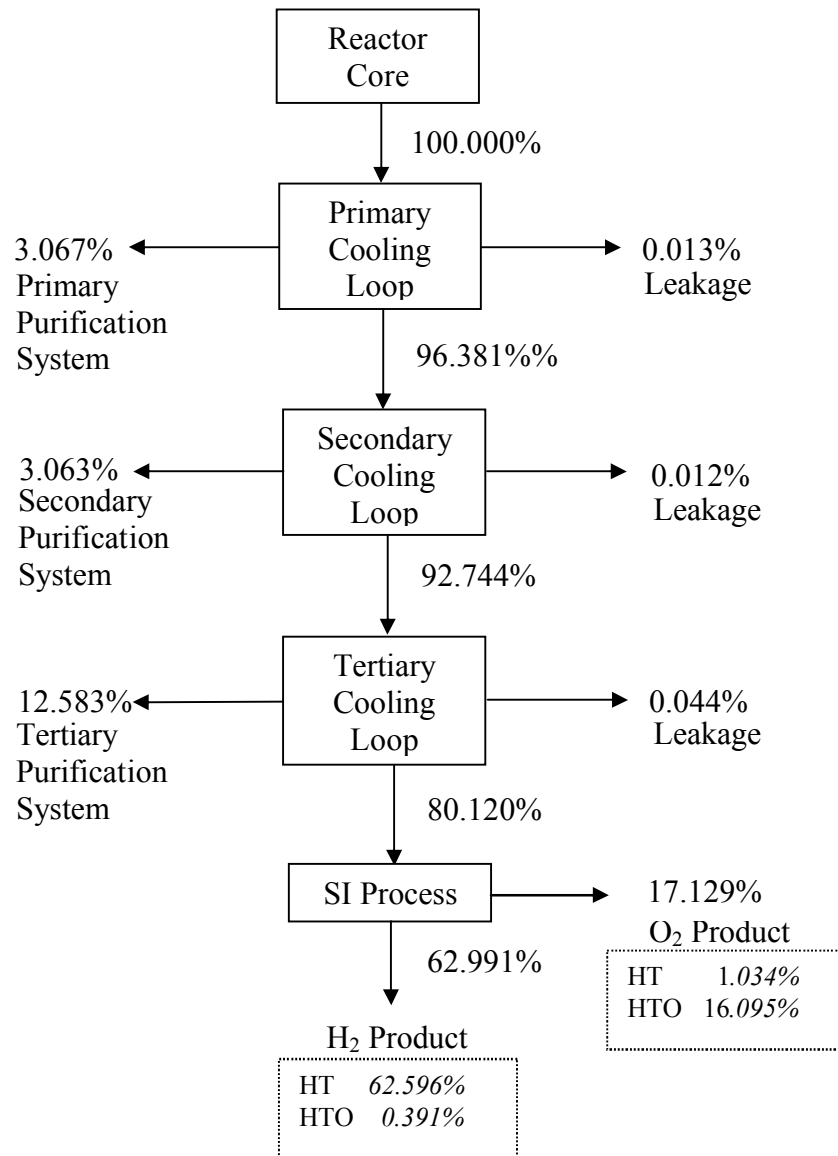 Reactor
Core
100.000%
Primary
Cooling
Loop
3.067%
Primary
Purification
System
0.013%
Leakage
96.381%%
Secondary
Cooling
Loop
3.063%
Secondary
Purification
System
0.012%
Leakage
92.744%
Tertiary
Cooling
Loop
12.583%
Tertiary
Purification
System
0.044%
Leakage
80.120%
SI Process
17.129%
O₂ Product
HT 1.034%
HTO 16.095%
62.991%
H₂ Product
HT 62.596%
HTO 0.391%